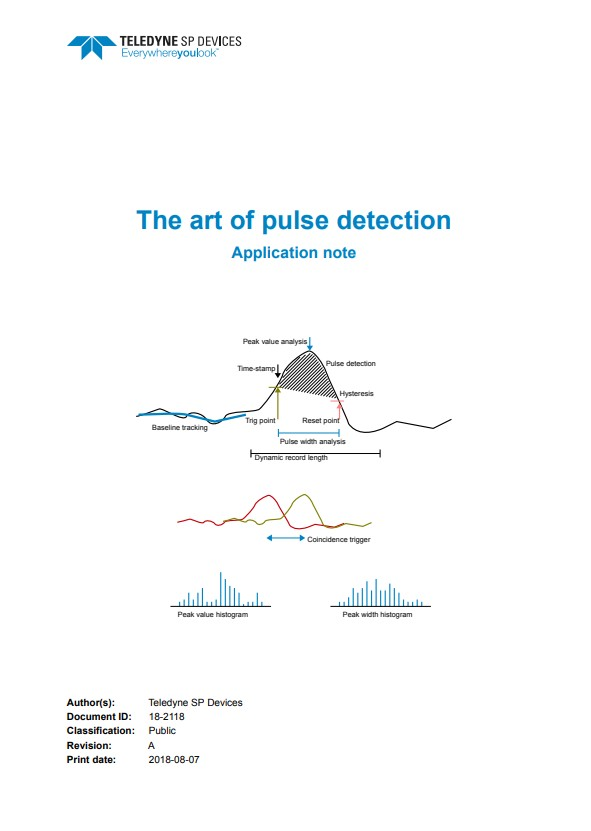 TELEDYNE SP DEVICES
Everywhereyoulook™
The art of pulse detection
Application note
Peak value analysis
Time-stamp
Pulse detection
Hysteresis
Trig point
Reset point
Baseline tracking
Pulse width analysis
Dynamic record length
Coincidence trigger
Peak value histogram
Peak width histogram
Author(s): Teledyne SP Devices
Document ID: 18-2118
Classification: Public
Revision: A
Print date: 2018-08-07